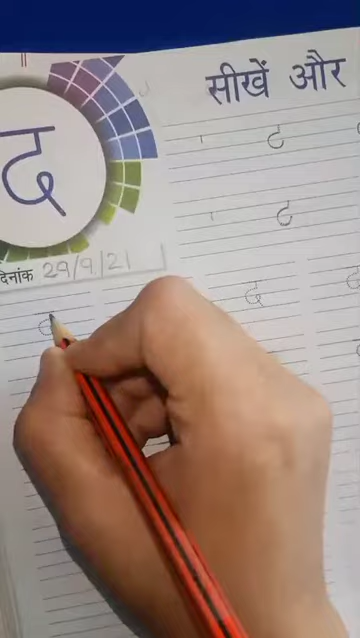 सीखें और
द
दिनांक 29/9/21
द